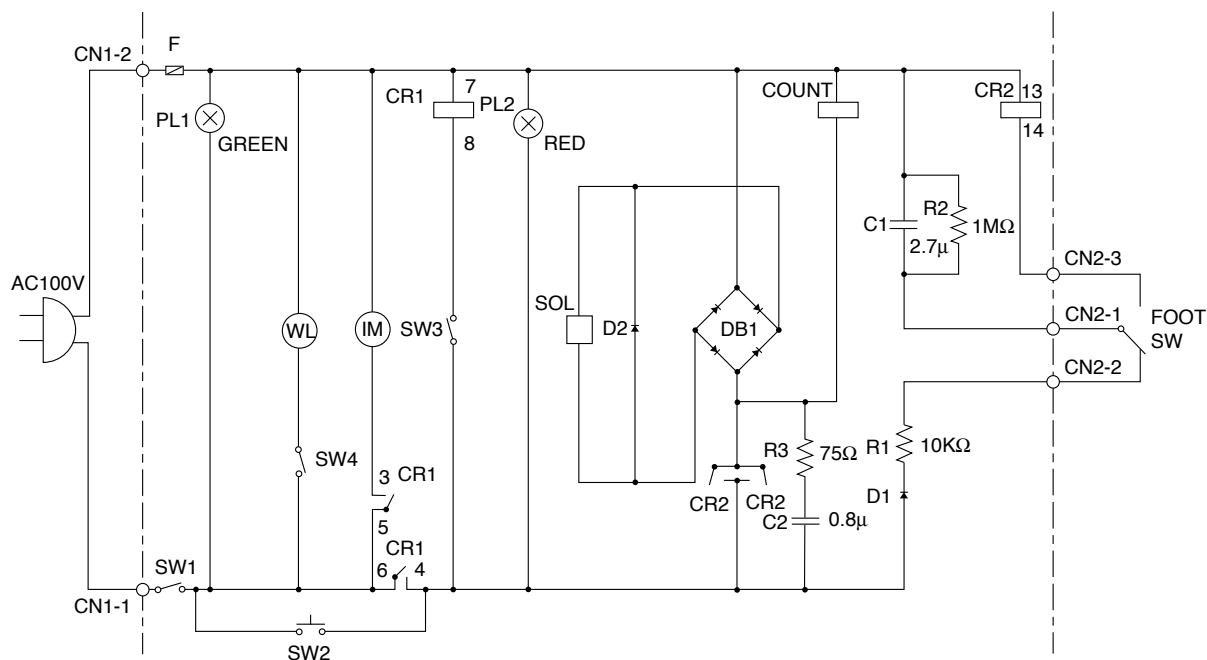 CN1-2
F
PL1
GREEN
CR1
7
8
PL2
RED
COUNT
CR2
13
14
C1
2.7μ
R2
1MΩ
CN2-3
CN2-1
CN2-2
FOOT
SW
AC100V
WL
IM
SW3
SOL
D2
DB1
SW4
3
CR1
5
CR1
6
4
R3
75Ω
CR2
CR2
C2
0.8μ
R1
10KΩ
D1
SW1
CN1-1
SW2